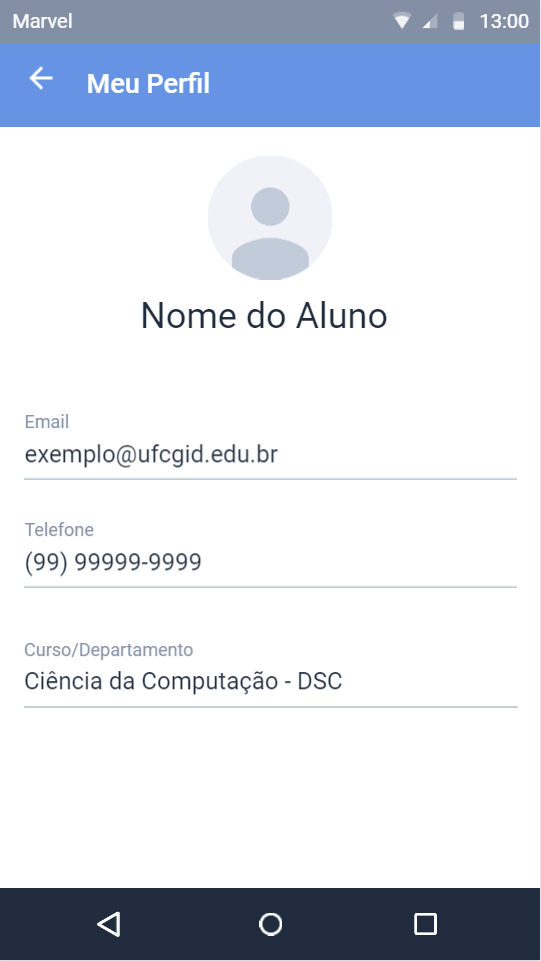 Marvel 13:00
Meu Perfil
Nome do Aluno
Email
exemplo@ufcgid.edu.br
Telefone
(99) 99999-9999
Curso/Departamento
Ciência da Computação - DSC